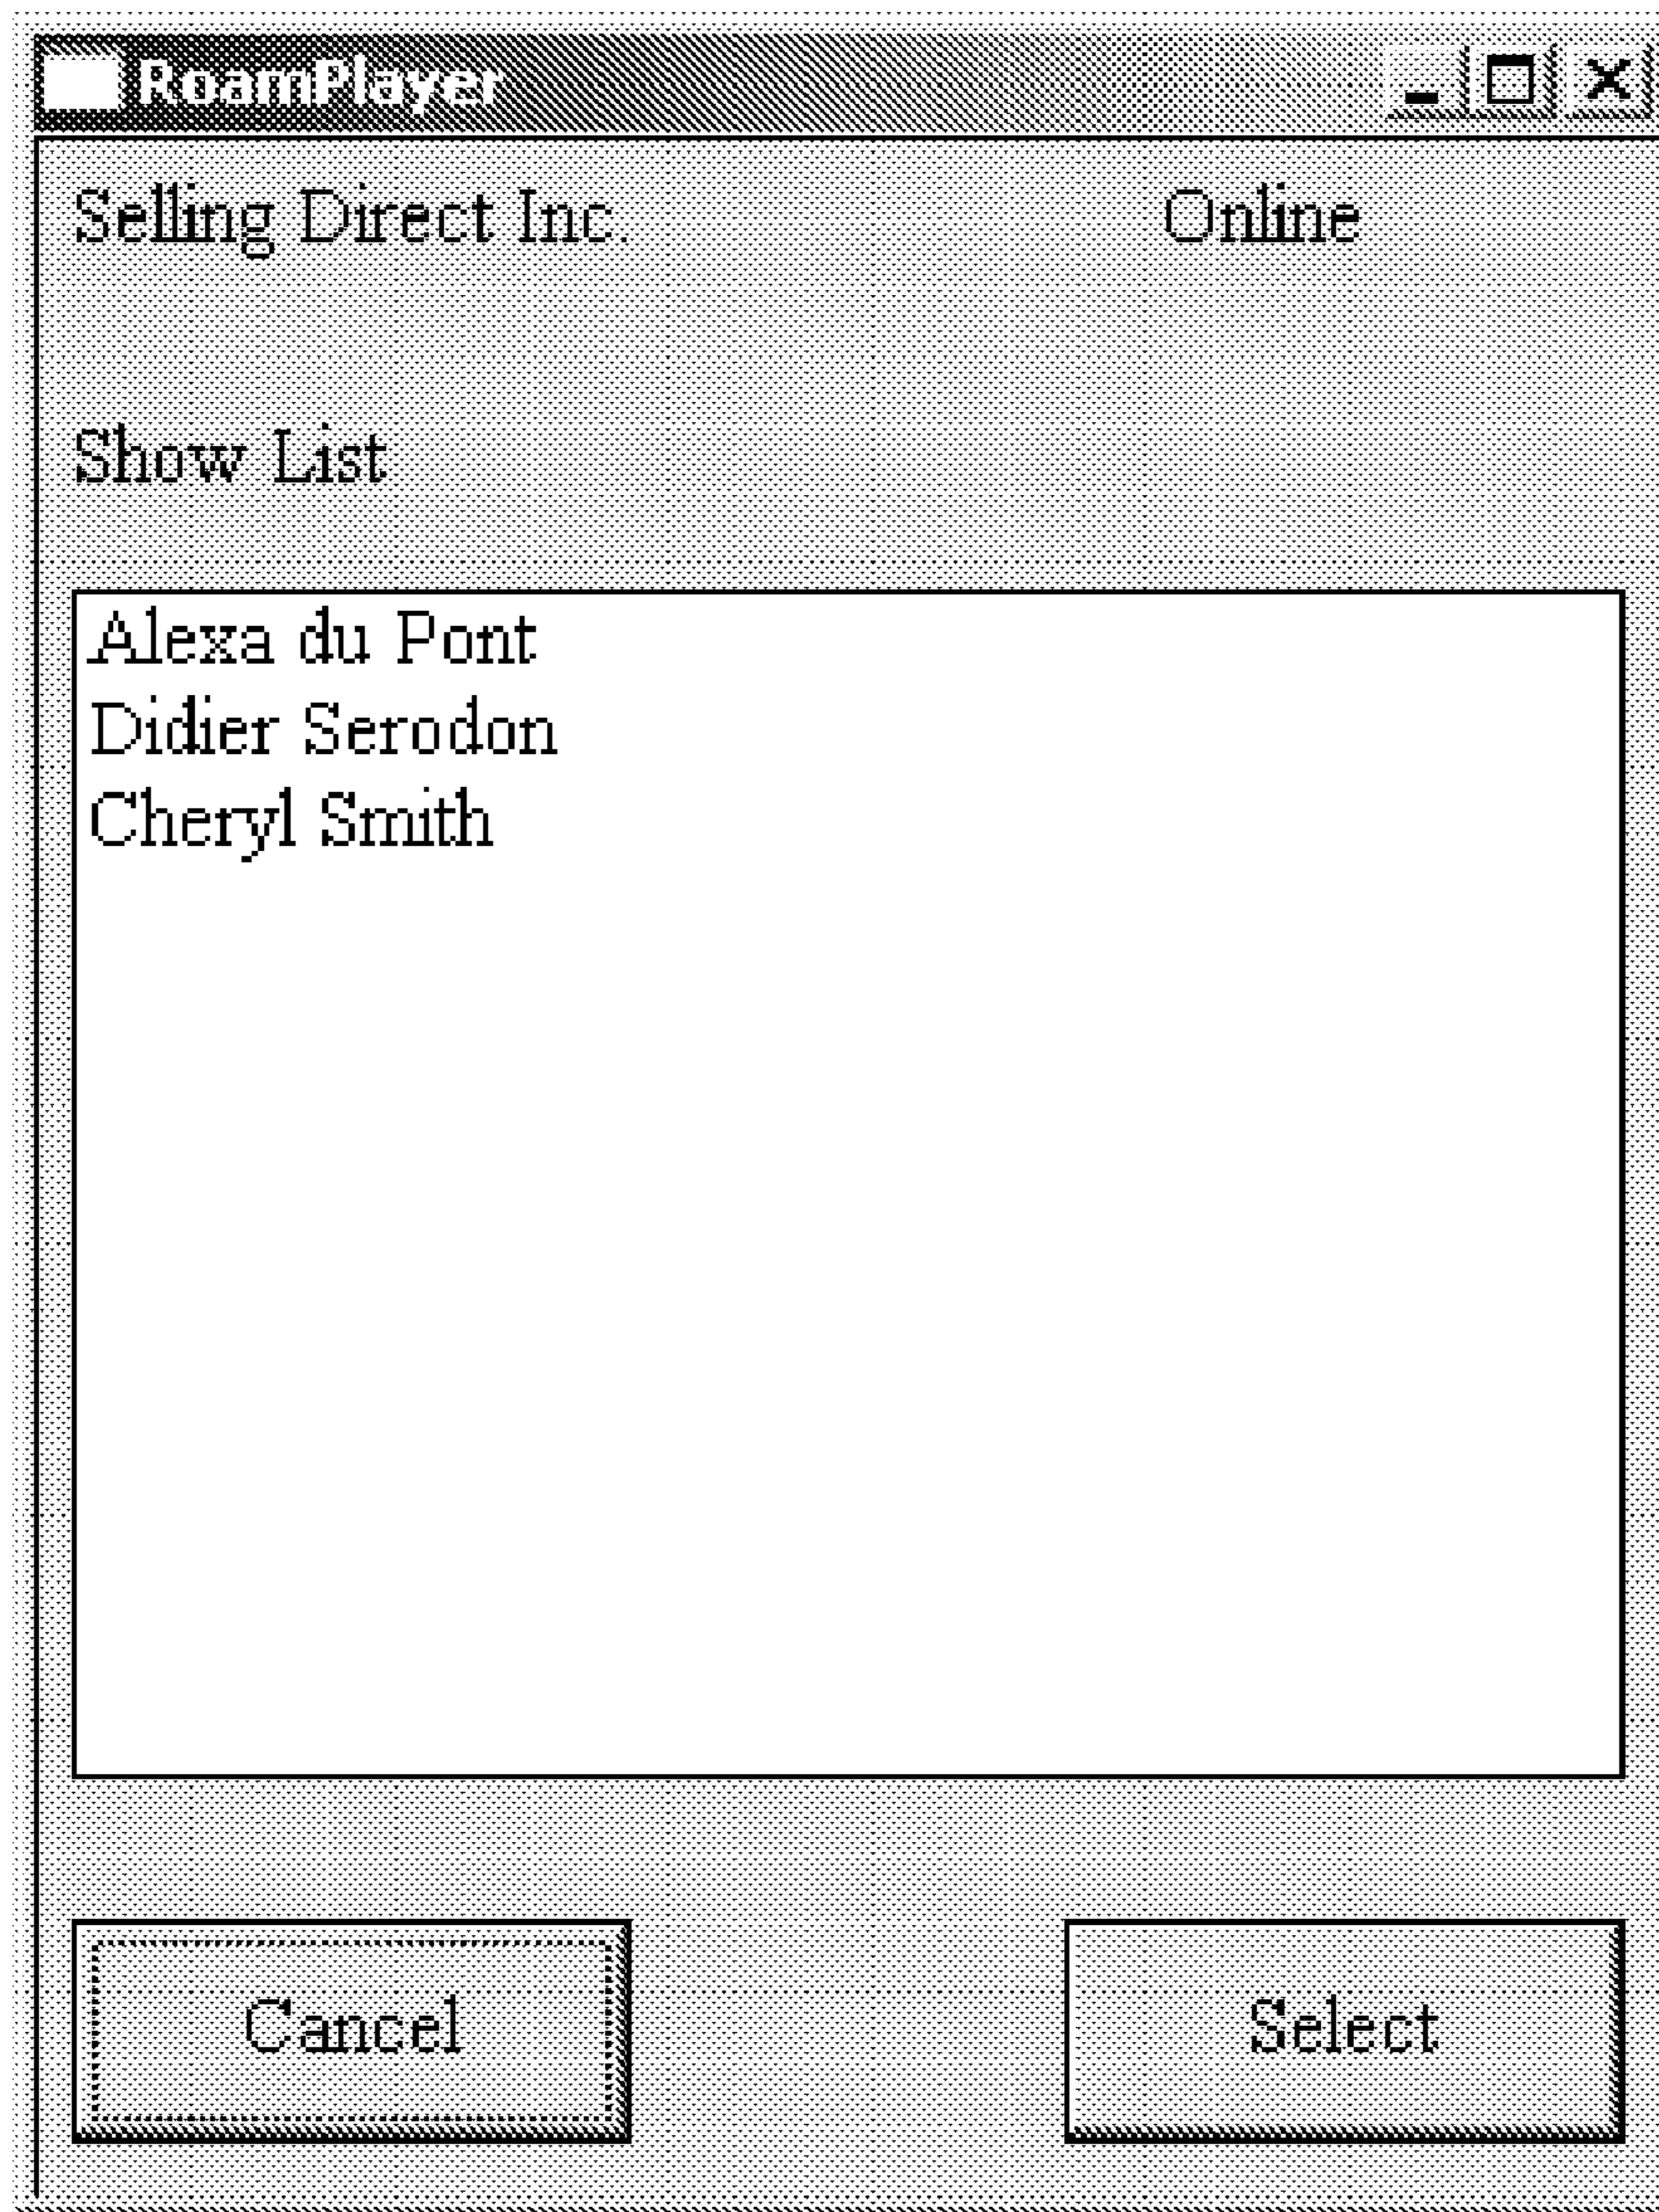 RoamPlayer
Selling Direct Inc. Online
Show List
Alexa du Pont
Didier Serodon
Cheryl Smith
Cancel Select